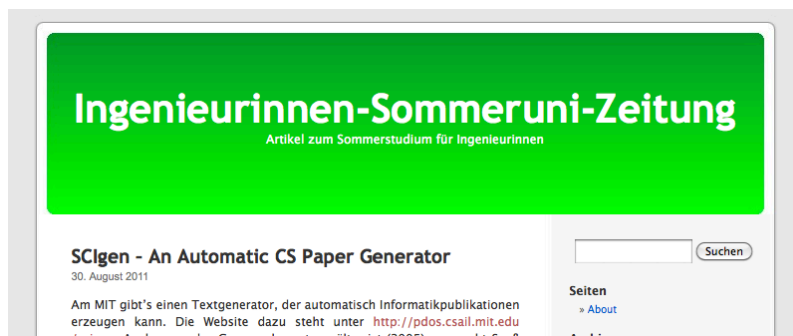 Ingenieurinnen-Sommeruni-Zeitung
Artikel zum Sommerstudium für Ingenieurinnen
SCIgen – An Automatic CS Paper Generator
30. August 2011
Am MIT gibt's einen Textgenerator, der automatisch Informatikpublikationen
erzeugen kann. Die Website dazu steht unter http://pdos.csail.mit.edu
Suchen
Seiten
» About